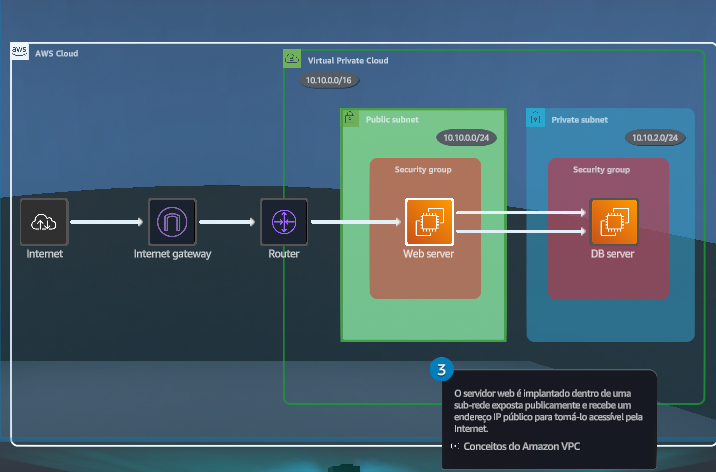 aws
AWS Cloud
Virtual Private Cloud
10.10.0.0/16
Public subnet
10.10.0.0/24
Private subnet
10.10.2.0/24
Security group
Security group
Internet
Internet gateway
Router
Web server
DB server
3
O servidor web é implantado dentro de uma
sub-rede exposta publicamente e recebe um
endereço IP público para torná-lo acessível pela
Internet.
Conceitos do Amazon VPC